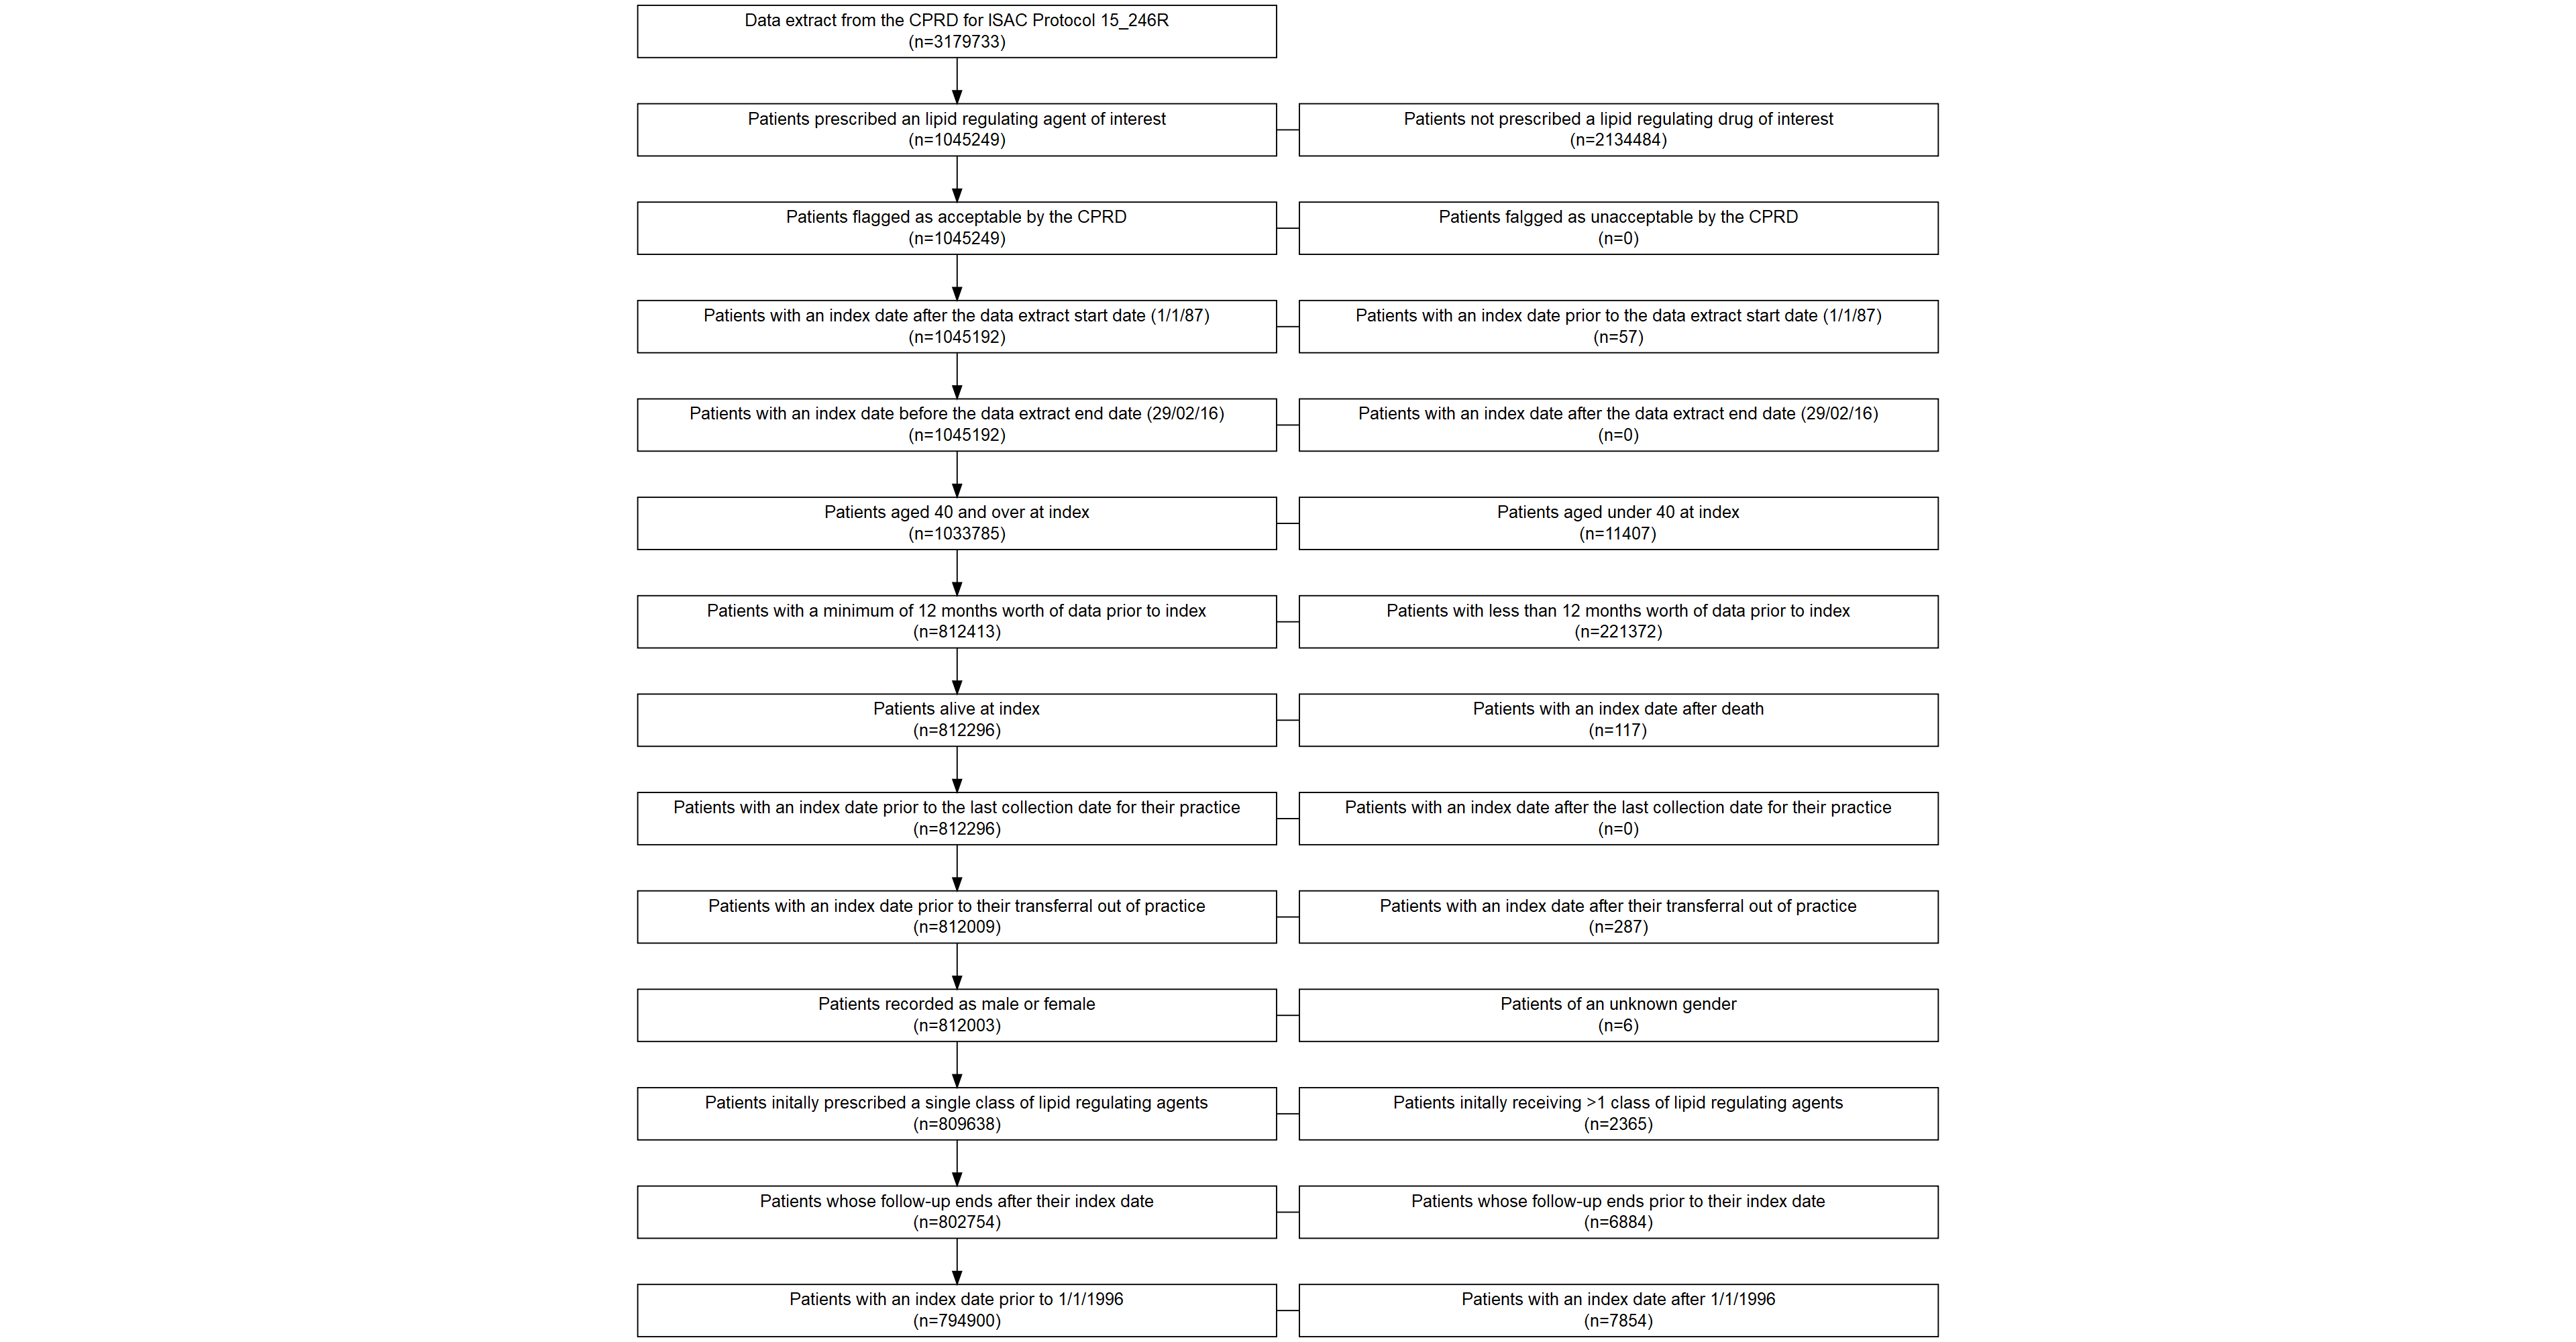 Data extract from the CPRD for ISAC Protocol 15_246R
(n=3179733)
Patients prescribed an lipid regulating agent of interest
(n=1045249)
Patients not prescribed a lipid regulating drug of interest
(n=2134484)
Patients flagged as acceptable by the CPRD
(n=1045249)
Patients falgged as unacceptable by the CPRD
(n=0)
Patients with an index date after the data extract start date (1/1/87)
(n=1045192)
Patients with an index date prior to the data extract start date (1/1/87)
(n=57)
Patients with an index date before the data extract end date (29/02/16)
(n=1045192)
Patients with an index date after the data extract end date (29/02/16)
(n=0)
Patients aged 40 and over at index
(n=1033785)
Patients aged under 40 at index
(n=11407)
Patients with a minimum of 12 months worth of data prior to index
(n=812413)
Patients with less than 12 months worth of data prior to index
(n=221372)
Patients alive at index
(n=812296)
Patients with an index date after death
(n=117)
Patients with an index date prior to the last collection date for their practice
(n=812296)
Patients with an index date after the last collection date for their practice
(n=0)
Patients with an index date prior to their transferral out of practice
(n=812009)
Patients with an index date after their transferral out of practice
(n=287)
Patients recorded as male or female
(n=812003)
Patients of an unknown gender
(n=6)
Patients initally prescribed a single class of lipid regulating agents
(n=809638)
Patients initally receiving >1 class of lipid regulating agents
(n=2365)
Patients whose follow-up ends after their index date
(n=802754)
Patients whose follow-up ends prior to their index date
(n=6884)
Patients with an index date prior to 1/1/1996
(n=794900)
Patients with an index date after 1/1/1996
(n=7854)